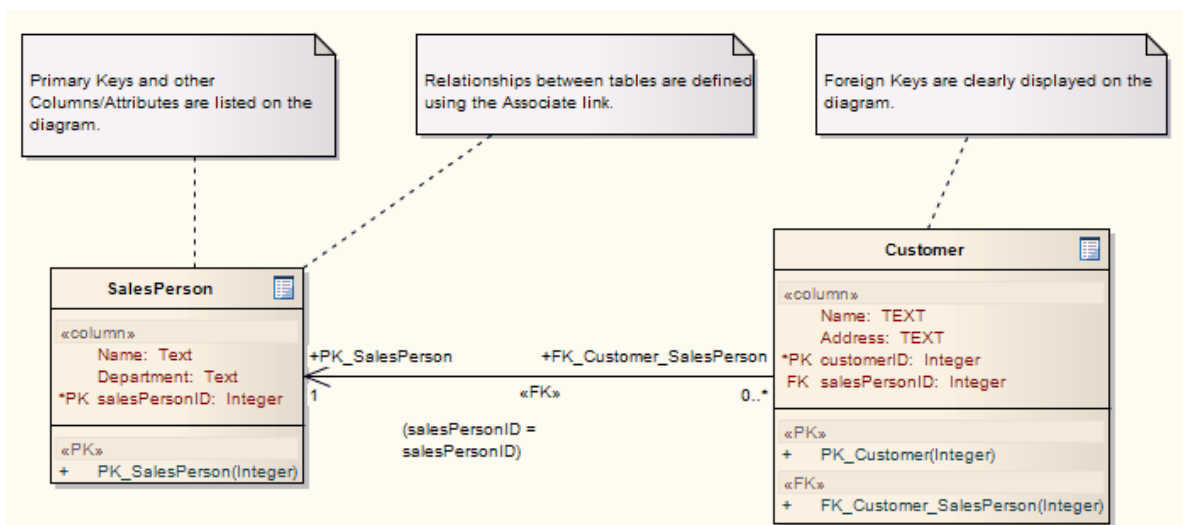 Primary Keys and other
Columns/Attributes are listed on the
diagram.
Relationships between tables are defined
using the Associate link.
Foreign Keys are clearly displayed on the
diagram.
SalesPerson
«column»
Name: Text
Department: Text
*PK salesPersonID: Integer
«PK»
+ PK_SalesPerson(Integer)
+PK_SalesPerson
+FK_Customer_SalesPerson
1
«FK»
0..*
(salesPersonID =
salesPersonID)
Customer
«column»
Name: TEXT
Address: TEXT
*PK customerID: Integer
FK salesPersonID: Integer
«PK»
+ PK_Customer(Integer)
«FK»
+ FK_Customer_SalesPerson(Integer)